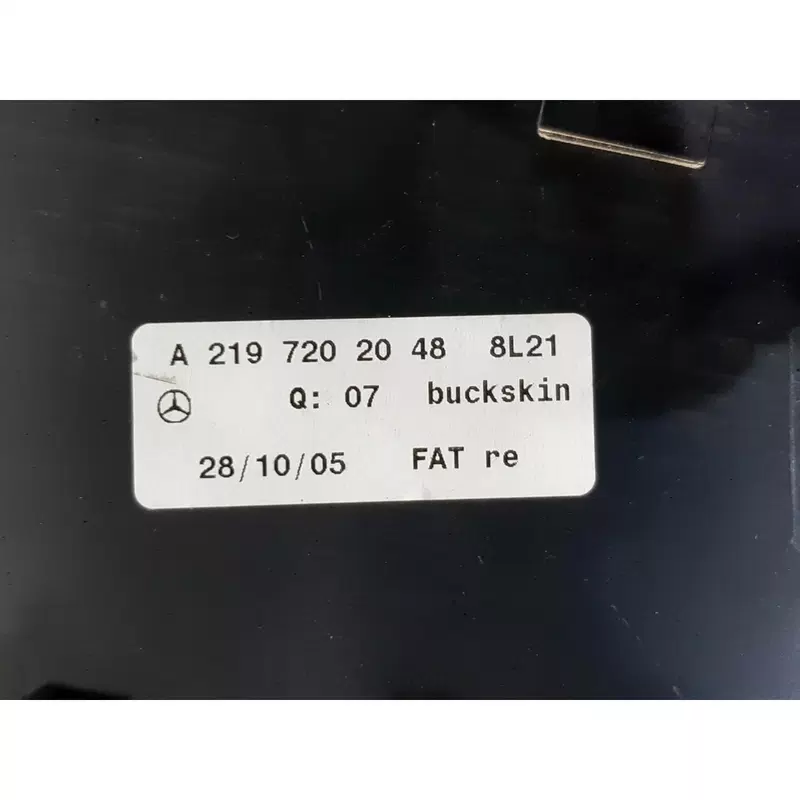 A 219 720 20 48 8L21
Q: 07 buckskin
28/10/05 FAT re